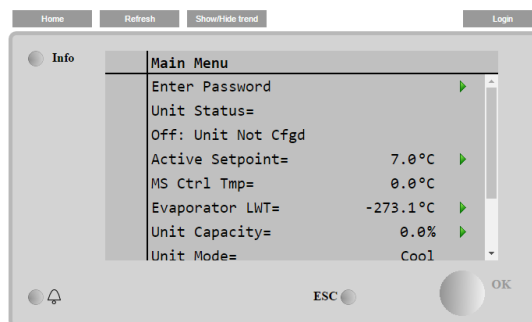 Home Refresh Show/Hide trend Login
Info
Main Menu
Enter Password
Unit Status=
Off: Unit Not Cfgd
Active Setpoint= 7.0°C
MS Ctrl Tmp= 0.0°C
Evaporator LWT= -273.1°C
Unit Capacity= 0.0%
Unit Mode= Cool
ESC OK